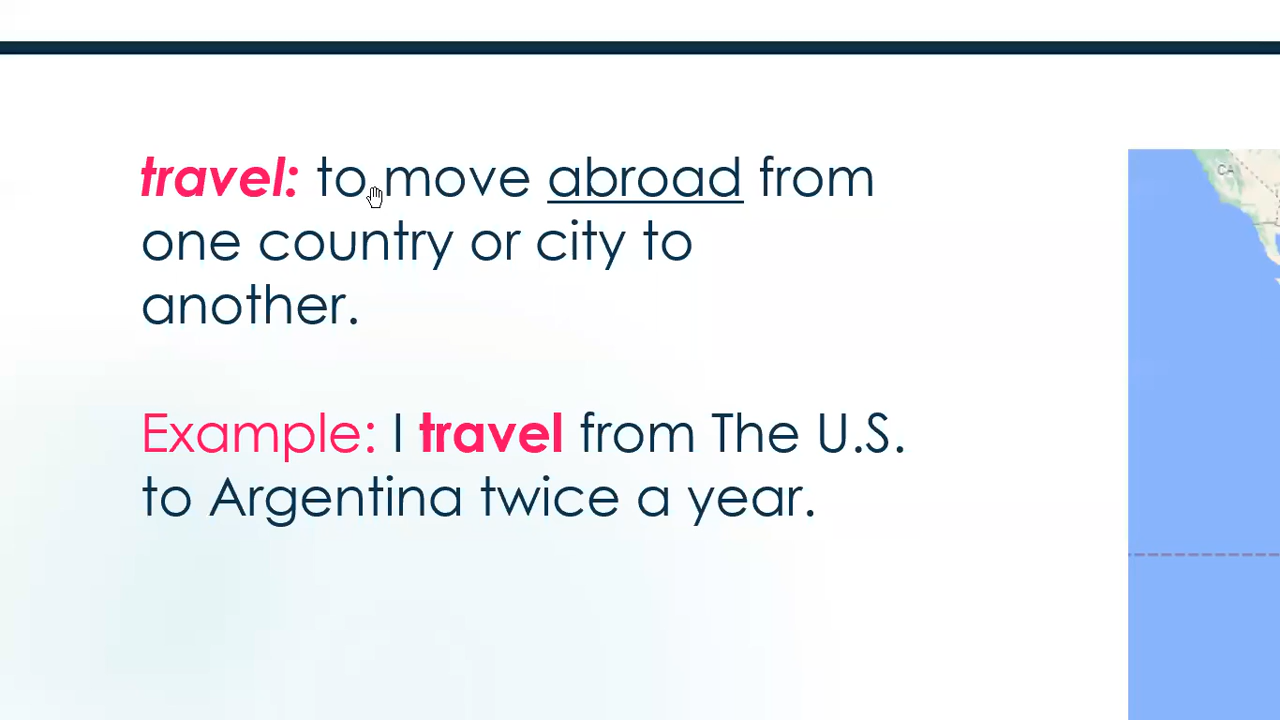 travel: to move abroad from
one country or city to
another.
Example: I travel from The U.S.
to Argentina twice a year.
CA